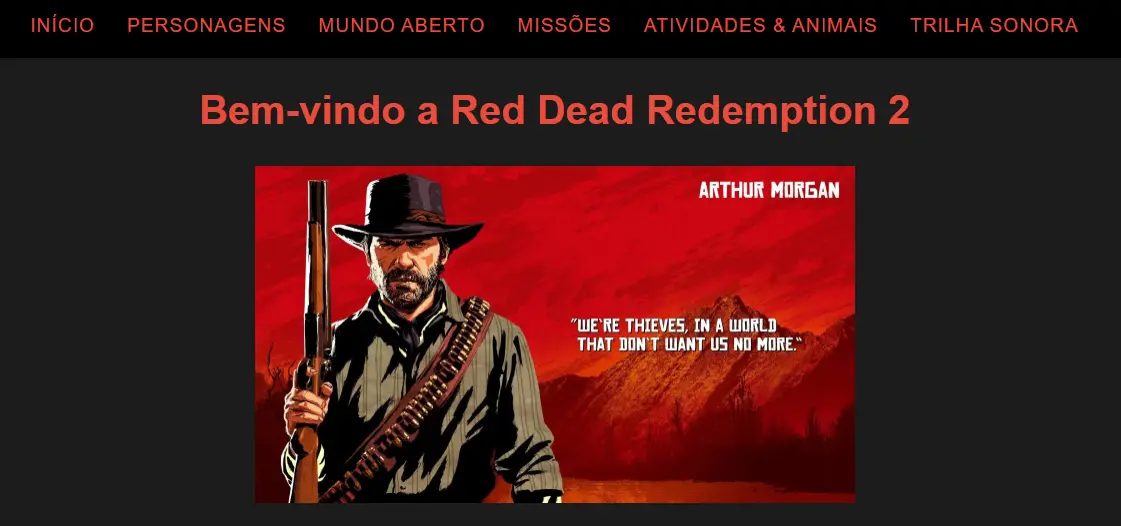 INÍCIO PERSONAGENS MUNDO ABERTO MISSÕES ATIVIDADES & ANIMAIS TRILHA SONORA
Bem-vindo a Red Dead Redemption 2
ARTHUR MORGAN
"WE'RE THIEVES, IN A WORLD
THAT DON'T WANT US NO MORE."